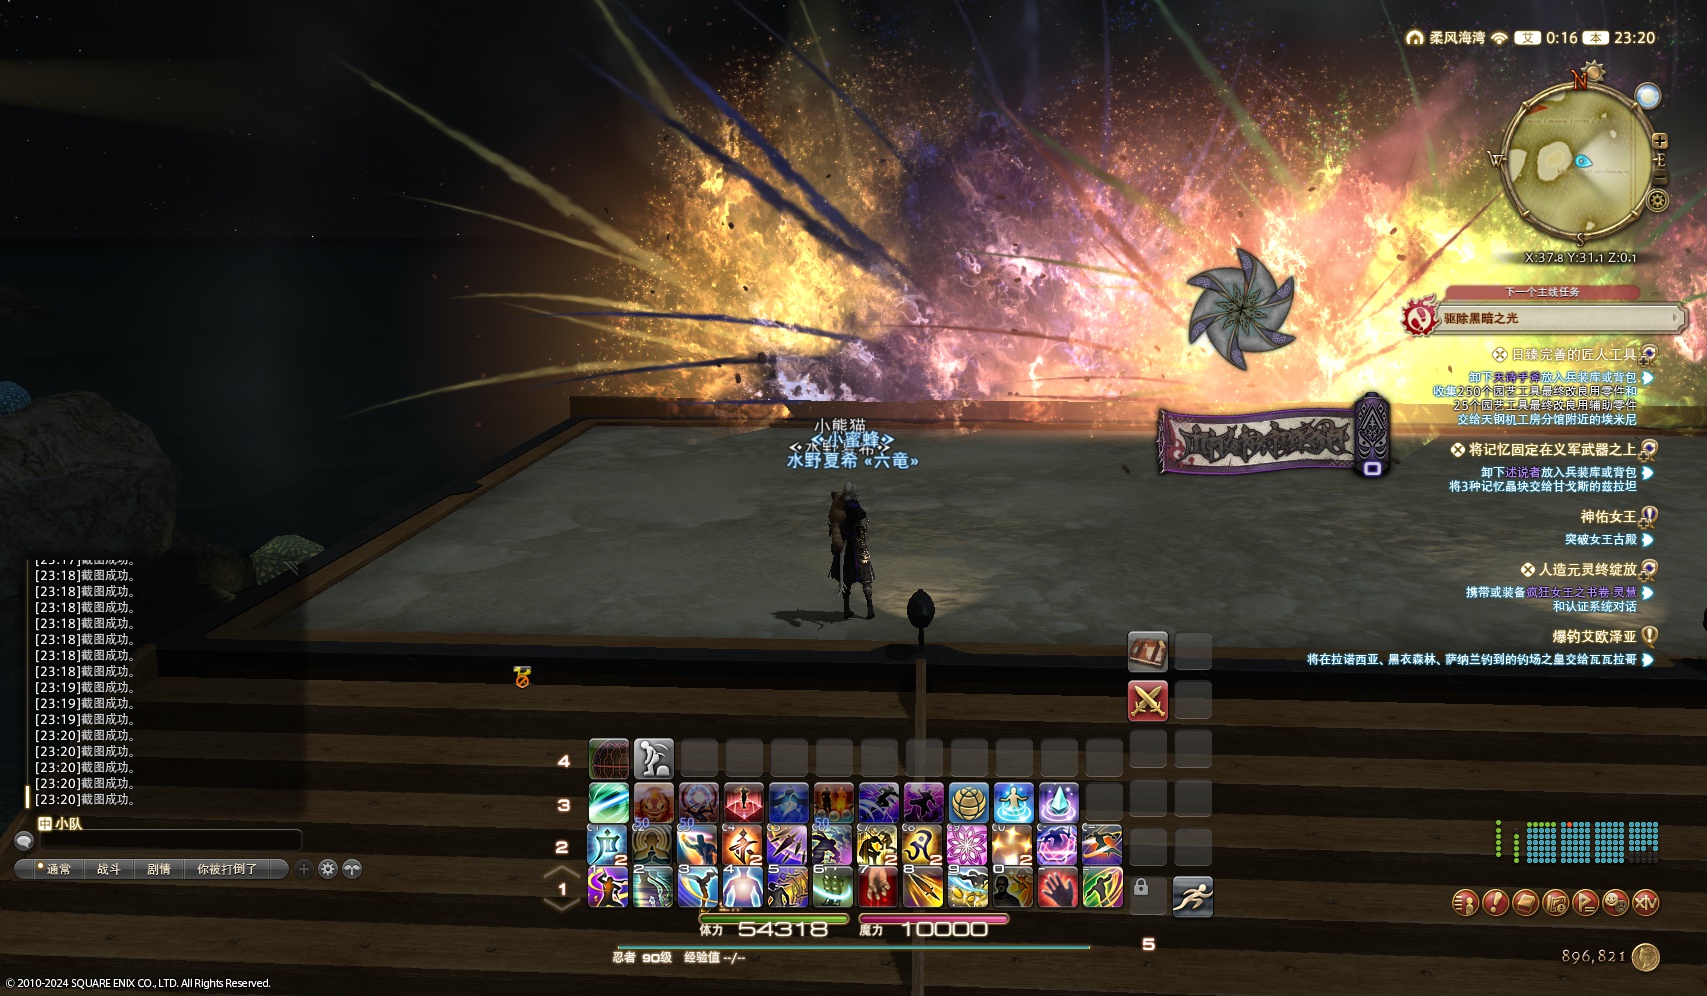 柔风海湾 艾 0:16 本 23:20
N
W
E
S
X:37.8 Y:31.1 Z:0.1
下一个主线任务
驱除黑暗之光
日臻完善的匠人工具
放入兵装库或背包
收集250个园艺工具最终改良用零件和
25个园艺工具最终改良用辅助零件
交给天钢机工房分馆附近的埃米尼
将记忆固定在义军武器之上
卸下述说者放入兵装库或背包
将3种记忆晶块交给甘戈斯的兹拉坦
神佑女王
突破女王古殿
人造元灵终绽放
携带或装备疯狂女王之书卷·灵慧
和认证系统对话
爆钓艾欧泽亚
将在拉诺西亚、黑衣森林、萨纳兰钓到的钓场之皇交给瓦瓦拉哥
小熊猫
小蜜蜂
水野夏希
水野夏希 «六竜»
[23:17]截图成功。
[23:18]截图成功。
[23:18]截图成功。
[23:18]截图成功。
[23:18]截图成功。
[23:18]截图成功。
[23:18]截图成功。
[23:18]截图成功。
[23:19]截图成功。
[23:19]截图成功。
[23:19]截图成功。
[23:20]截图成功。
[23:20]截图成功。
[23:20]截图成功。
[23:20]截图成功。
[23:20]截图成功。
中 小队
通常 战斗 剧情 你被打倒了
4
3
2
1
5
体力 54318 魔力 10000
忍者 90级 经验值 --/--
896,821
© 2010-2024 SQUARE ENIX CO., LTD. All Rights Reserved.